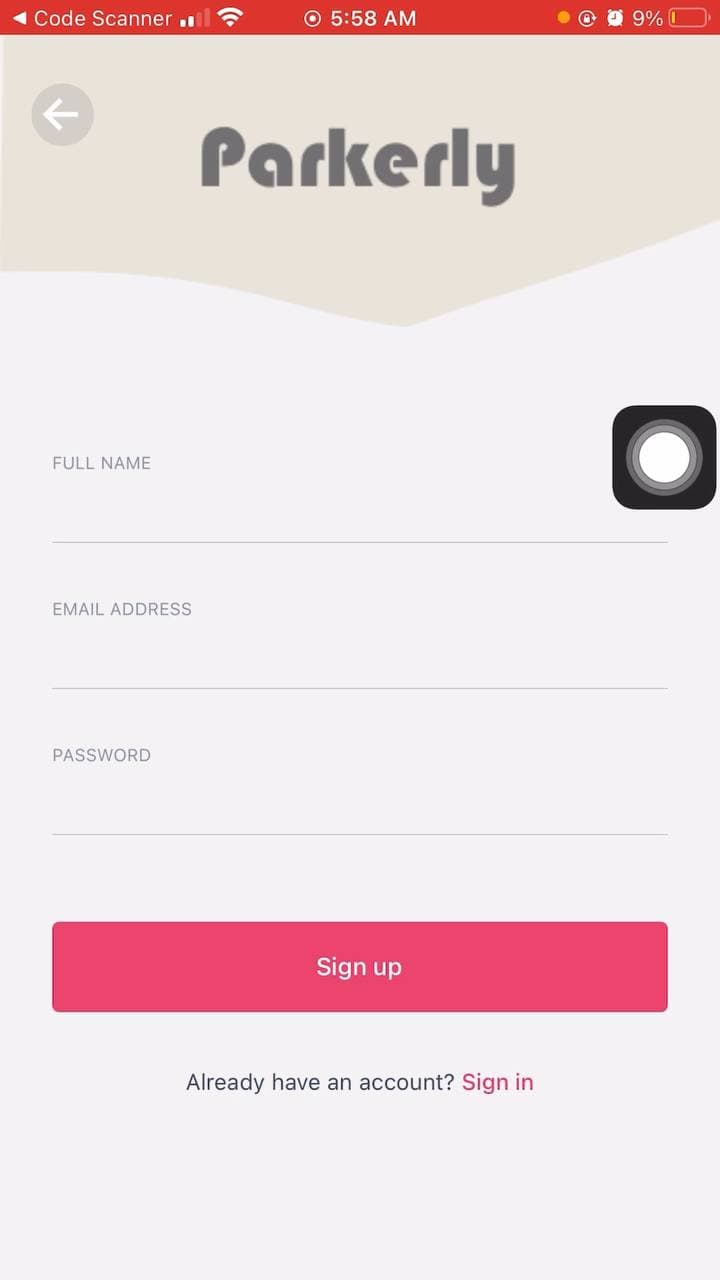 Code Scanner 5:58 AM 9%
Parkerly
FULL NAME
EMAIL ADDRESS
PASSWORD
Sign up
Already have an account? Sign in